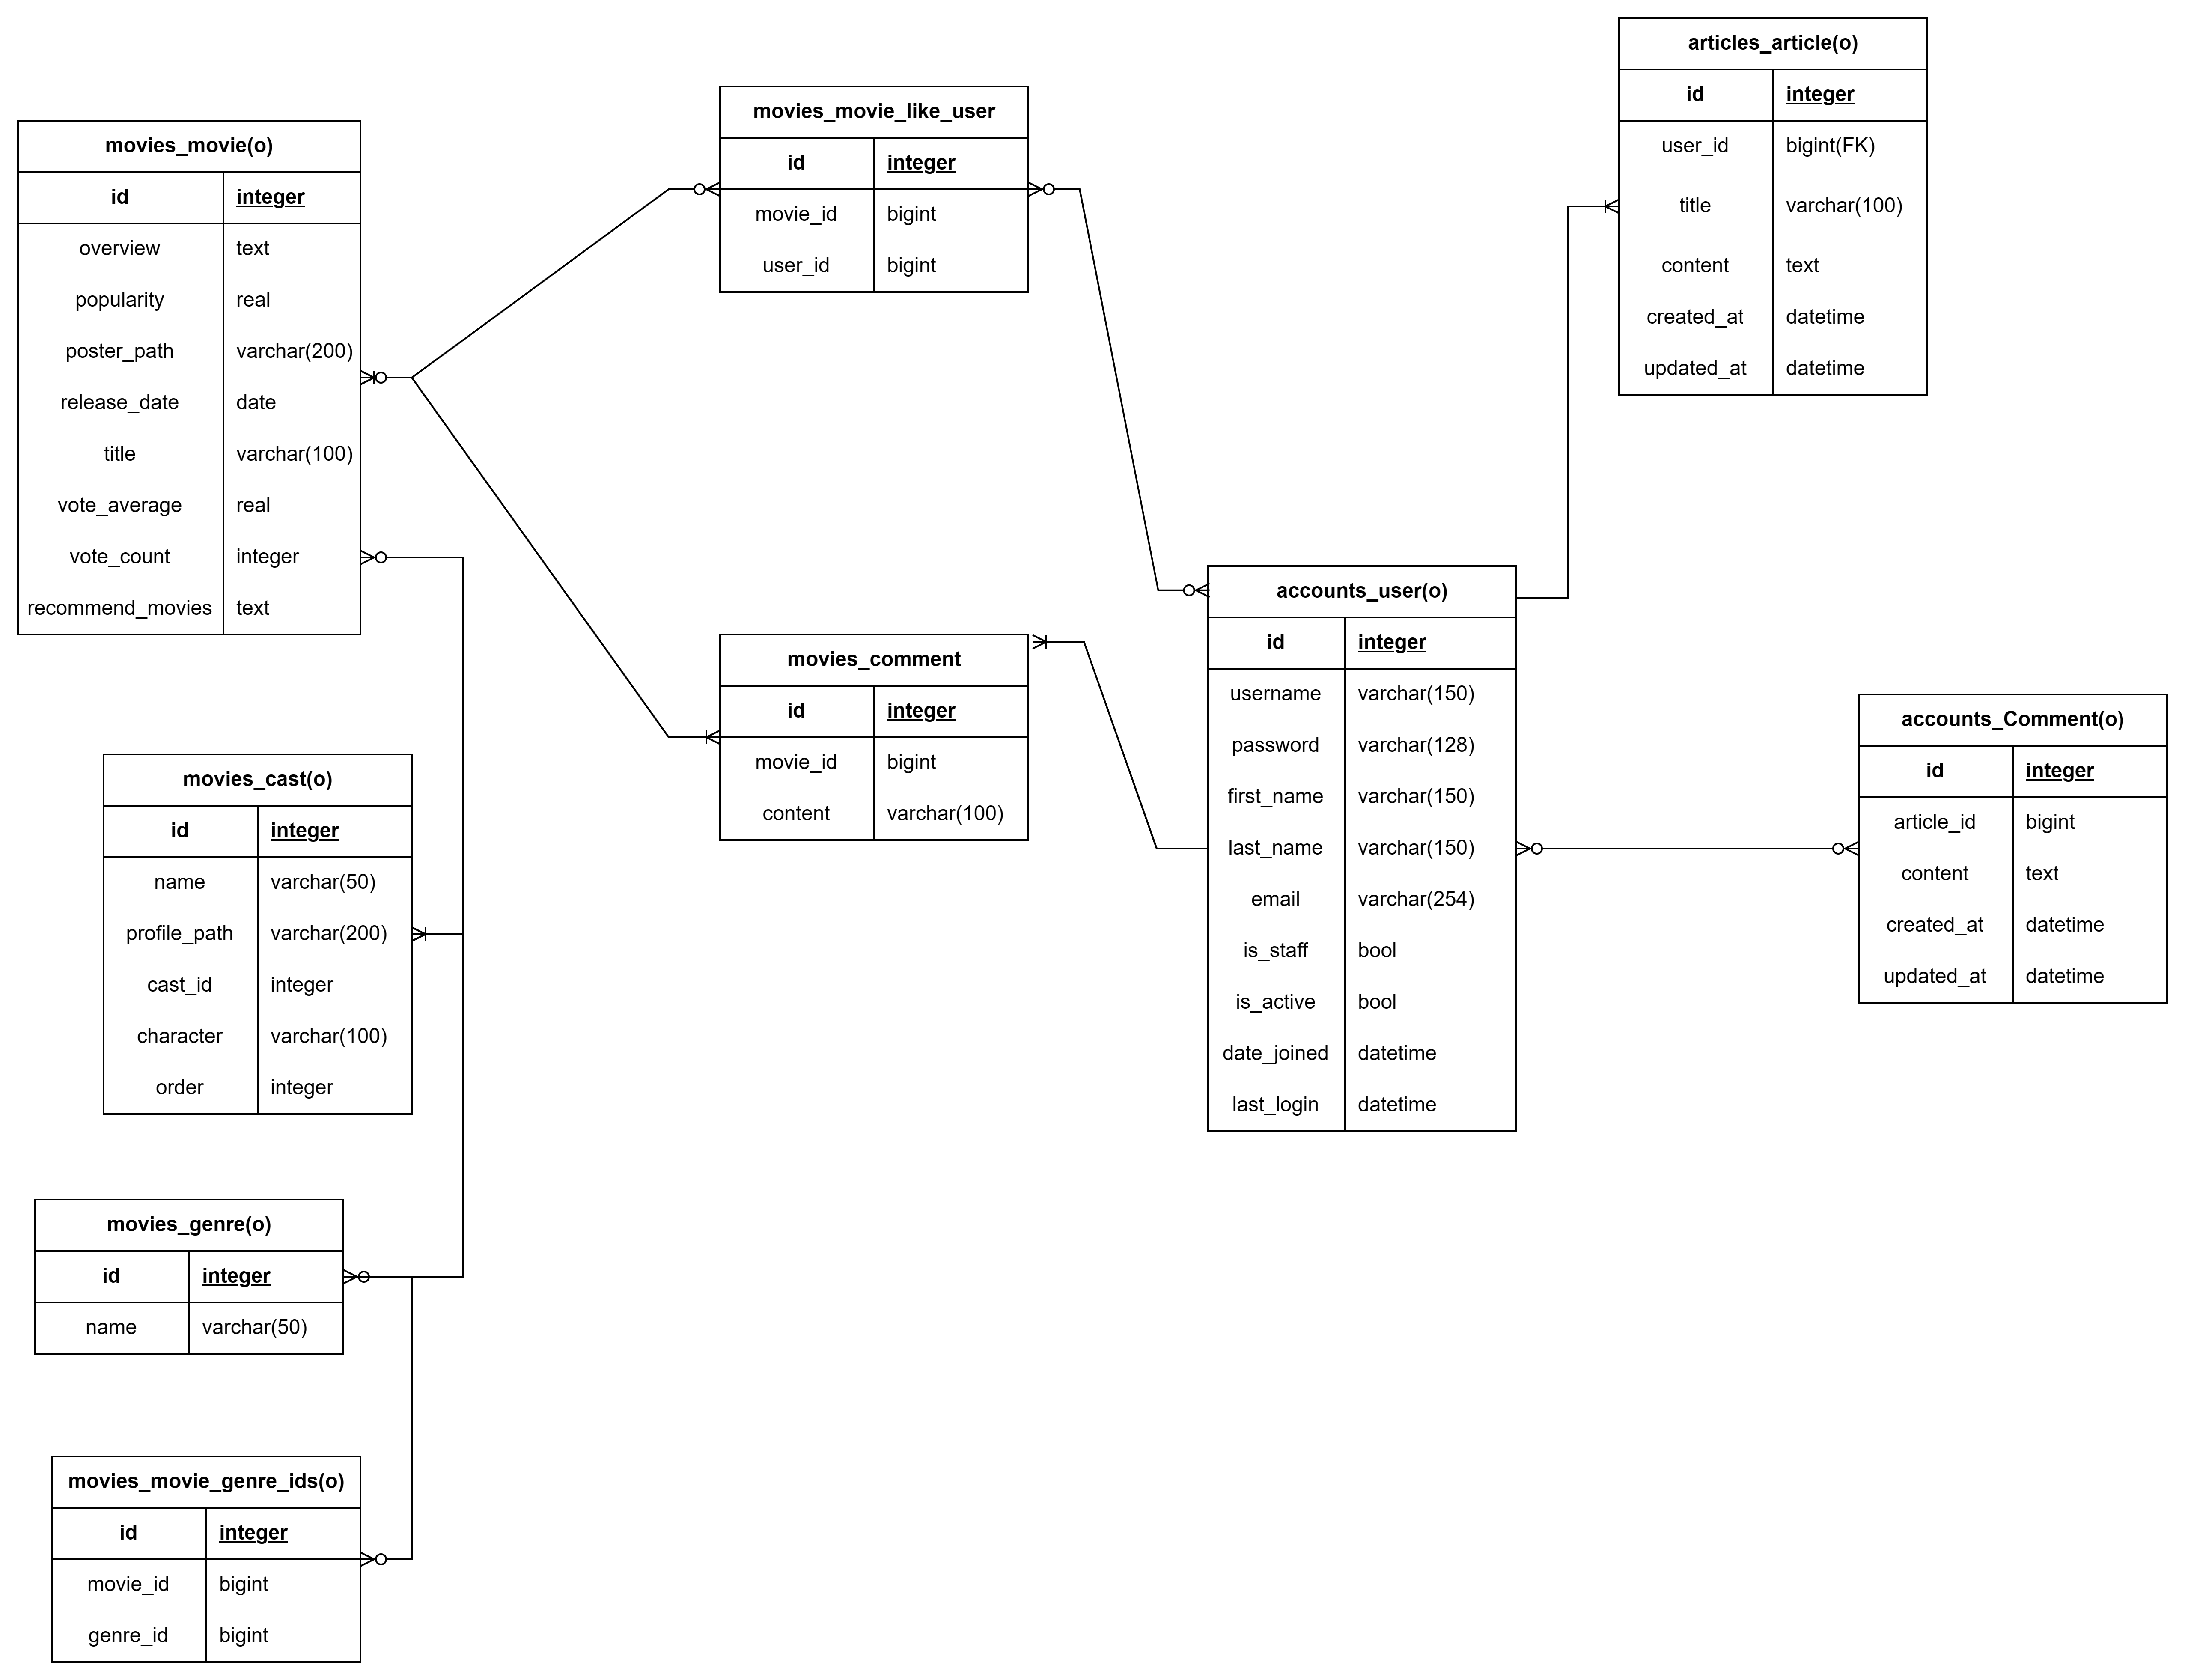 movies_movie(o)
id integer
overview text
popularity real
poster_path varchar(200)
release_date date
title varchar(100)
vote_average real
vote_count integer
recommend_movies text
movies_cast(o)
id integer
name varchar(50)
profile_path varchar(200)
cast_id integer
character varchar(100)
order integer
movies_genre(o)
id integer
name varchar(50)
movies_movie_genre_ids(o)
id integer
movie_id bigint
genre_id bigint
movies_movie_like_user
id integer
movie_id bigint
user_id bigint
movies_comment
id integer
movie_id bigint
content varchar(100)
accounts_user(o)
id integer
username varchar(150)
password varchar(128)
first_name varchar(150)
last_name varchar(150)
email varchar(254)
is_staff bool
is_active bool
date_joined datetime
last_login datetime
articles_article(o)
id integer
user_id bigint(FK)
title varchar(100)
content text
created_at datetime
updated_at datetime
accounts_Comment(o)
id integer
article_id bigint
content text
created_at datetime
updated_at datetime